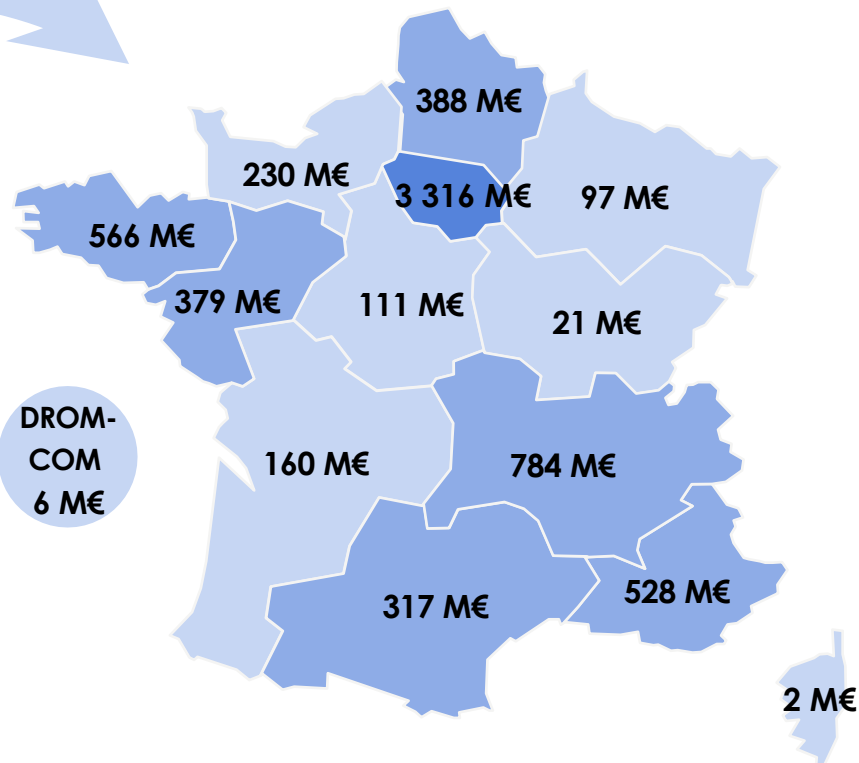 388 M€
230 M€
3 316 M€
97 M€
566 M€
379 M€
111 M€
21 M€
DROM-
COM
6 M€
160 M€
784 M€
317 M€
528 M€
2 M€